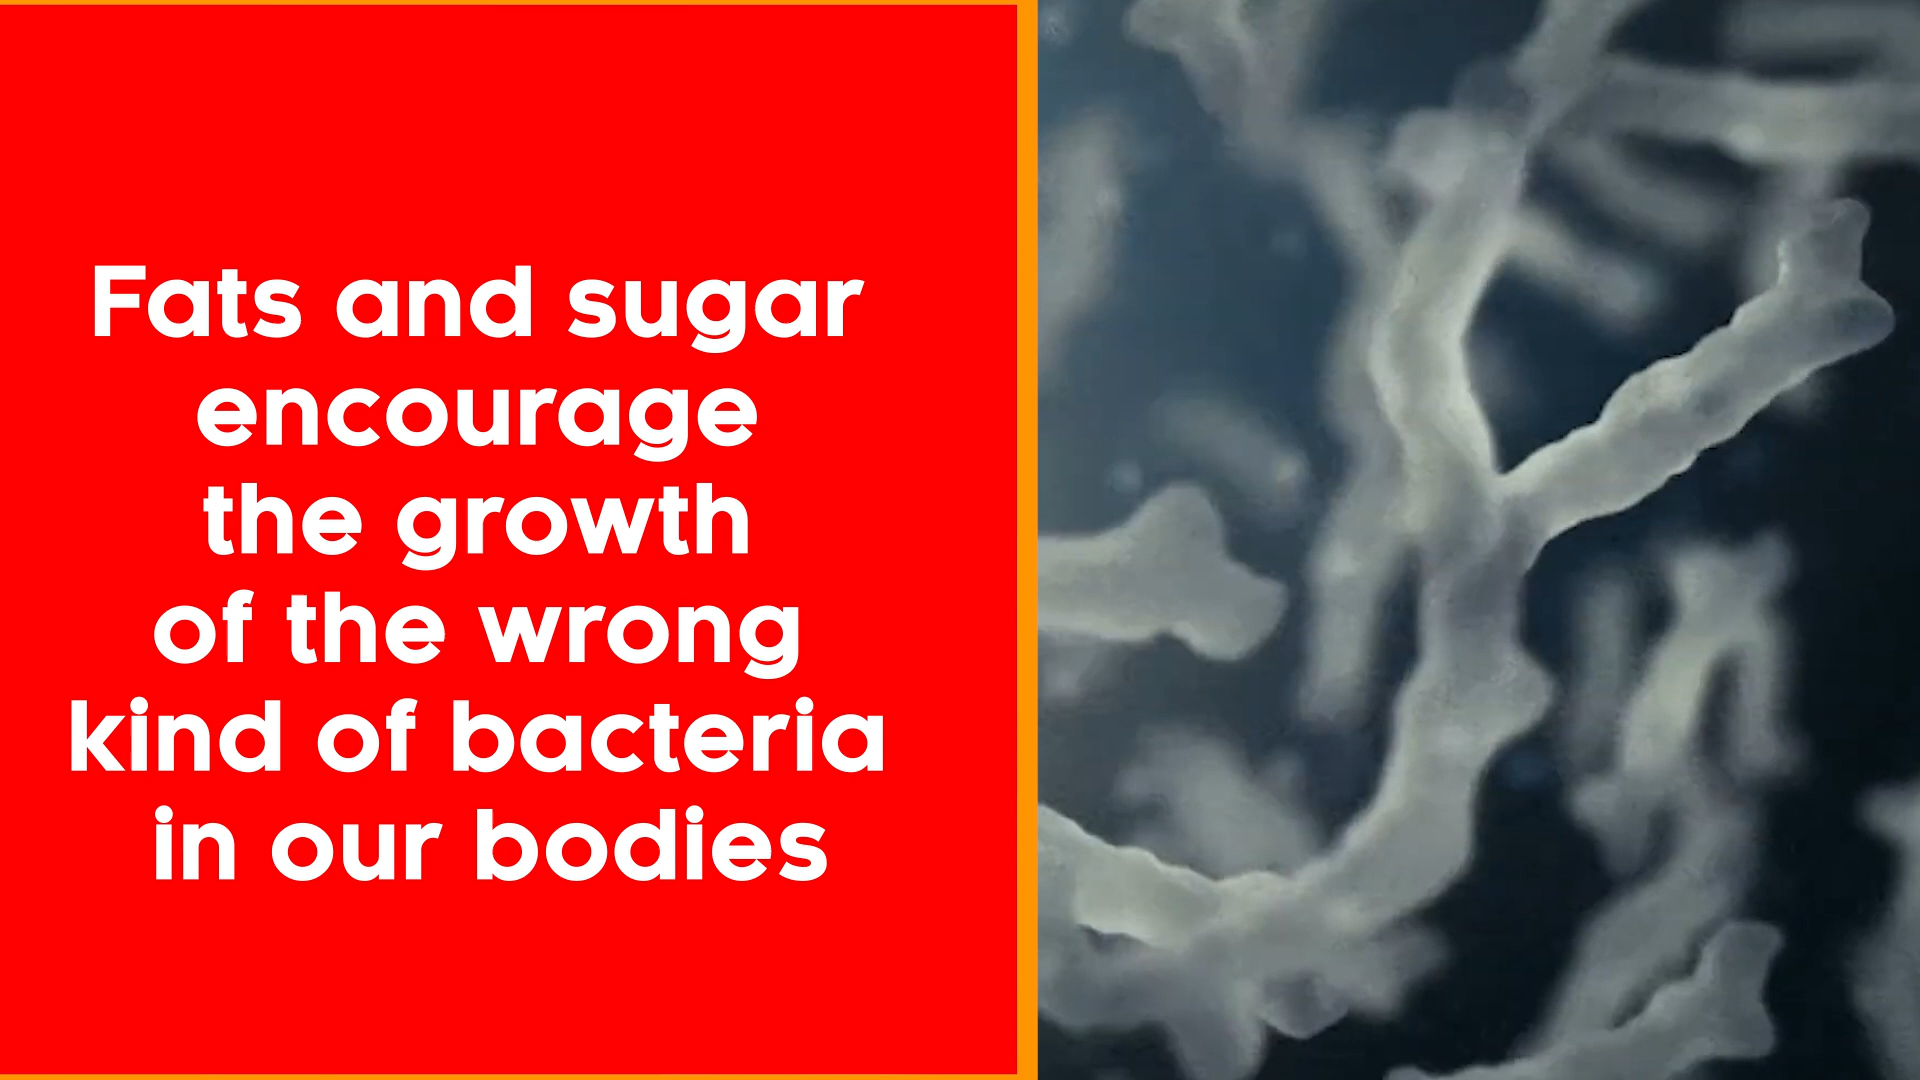 Fats and sugar
encourage
the growth
of the wrong
kind of bacteria
in our bodies